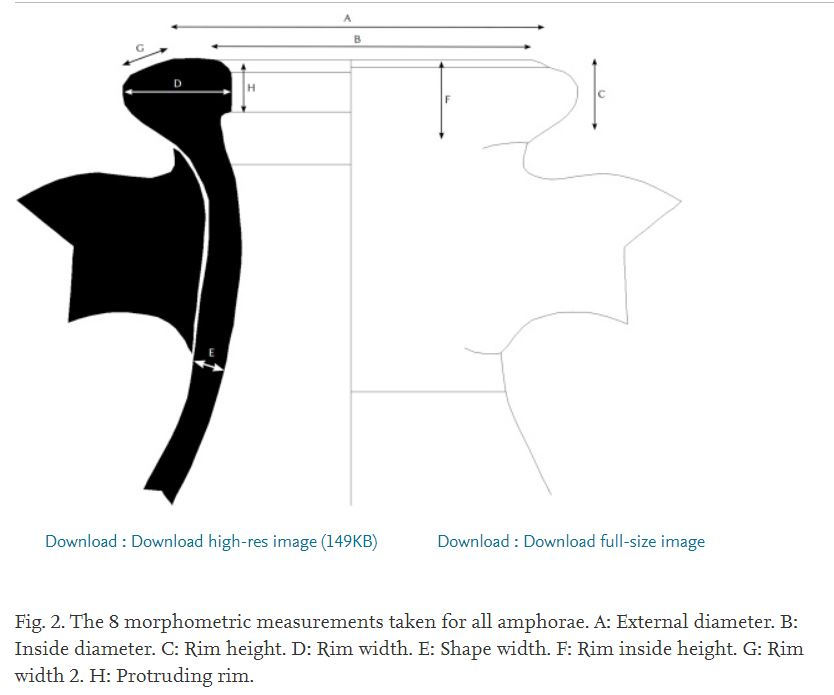 A
B
G
D
H
F
C
E
Download : Download high-res image (149KB)
Download : Download full-size image
Fig. 2. The 8 morphometric measurements taken for all amphorae. A: External diameter. B:
Inside diameter. C: Rim height. D: Rim width. E: Shape width. F: Rim inside height. G: Rim
width 2. H: Protruding rim.